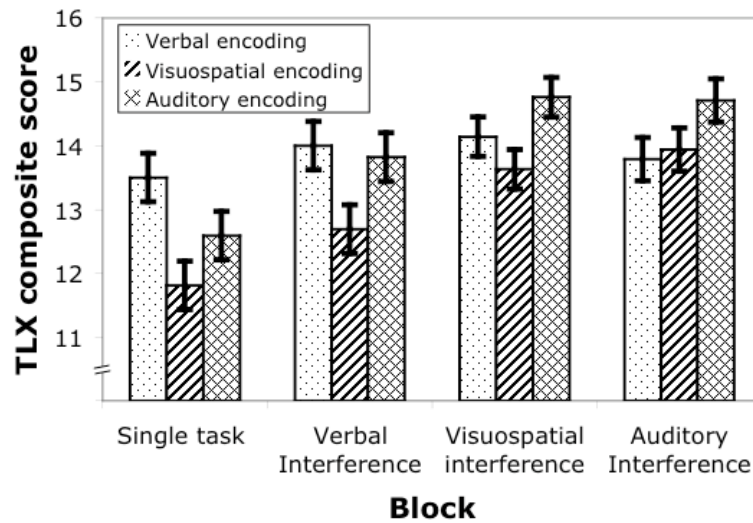 16
15
14
13
12
11
TLX composite score
Verbal encoding
Visuospatial encoding
Auditory encoding
Single task
Verbal
Interference
Visuospatial
interference
Auditory
Interference
Block